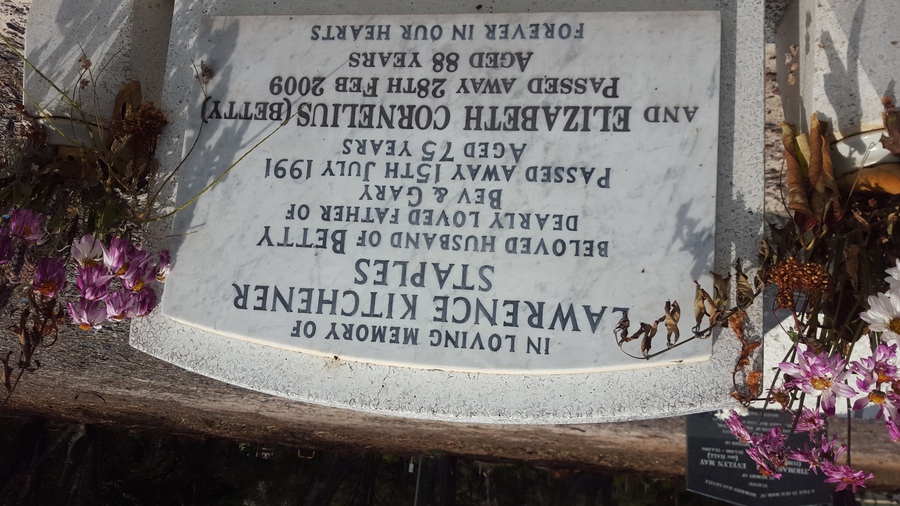 IN LOVING MEMORY OF
LAWRENCE KITCHENER
STAPLES
BELOVED HUSBAND OF BETTY
DEARLY LOVED FATHER OF
BEV & GARY
PASSED AWAY 15TH JULY 1991
AGED 75 YEARS
AND ELIZABETH CORNELIUS (BETTY)
PASSED AWAY 28TH FEB 2009
AGED 88 YEARS
FOREVER IN OUR HEARTS
EVELYN MAY